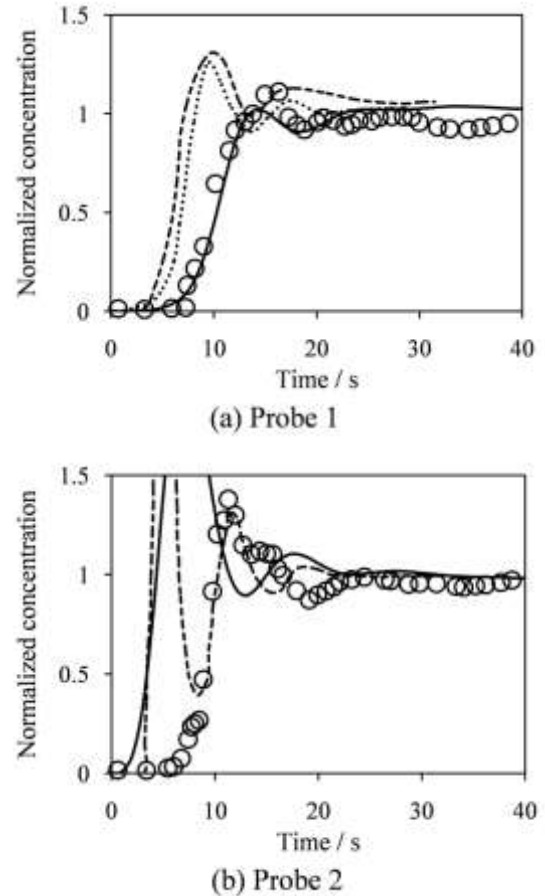 1.5
1
0.5
0
Normalized concentration
0 10 20 30 40
Time / s
(a) Probe 1
1.5
1
0.5
0
Normalized concentration
0 10 20 30 40
Time / s
(b) Probe 2